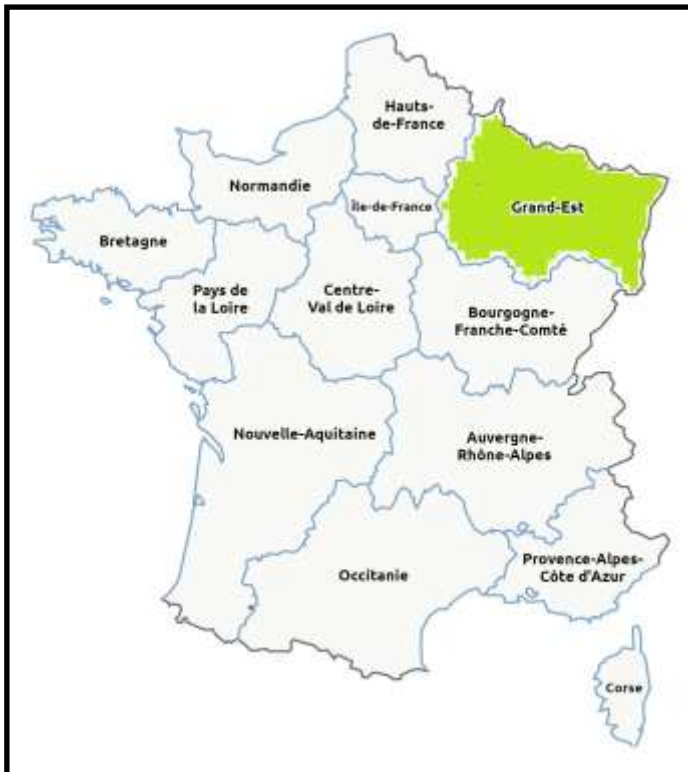 Hauts-
de-France
Normandie
Île-de-France
Grand-Est
Bretagne
Pays de
la Loire
Centre-
Val de Loire
Bourgogne-
Franche-Comté
Nouvelle-Aquitaine
Auvergne-
Rhône-Alpes
Occitanie
Provence-Alpes-
Côte d'Azur
Corse